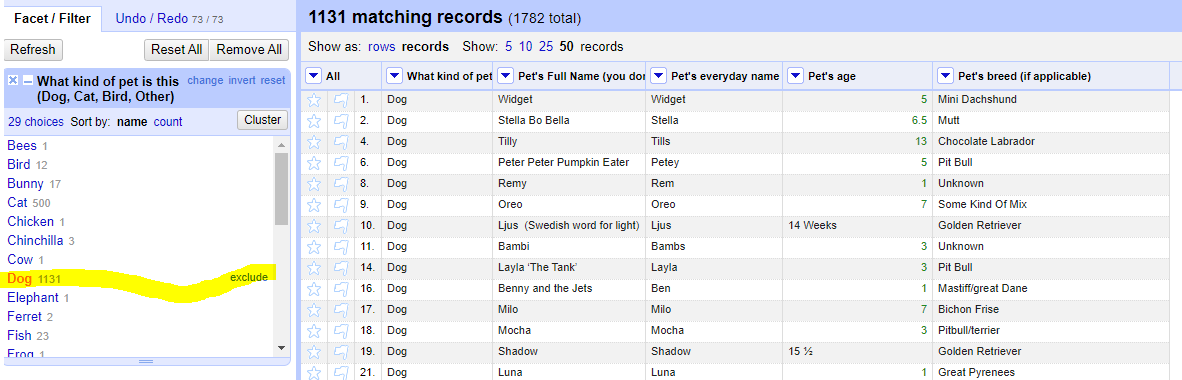 Facet / Filter Undo / Redo 73 / 73
Refresh Reset All Remove All
What kind of pet is this (Dog, Cat, Bird, Other) change invert reset
29 choices Sort by: name count Cluster
Bees 1
Bird 12
Bunny 17
Cat 500
Chicken 1
Chinchilla 3
Cow 1
Dog 1131 exclude
Elephant 1
Ferret 2
Fish 23
Frog 1
1131 matching records (1782 total)
Show as: rows records Show: 5 10 25 50 records
All What kind of pet Pet's Full Name (you don Pet's everyday name Pet's age Pet's breed (if applicable)
1. Dog Widget Widget 5 Mini Dachshund
2. Dog Stella Bo Bella Stella 6.5 Mutt
4. Dog Tilly Tills 13 Chocolate Labrador
6. Dog Peter Peter Pumpkin Eater Petey 5 Pit Bull
8. Dog Remy Rem 1 Unknown
9. Dog Oreo Oreo 7 Some Kind Of Mix
10. Dog Ljus (Swedish word for light) Ljus 14 Weeks Golden Retriever
11. Dog Bambi Bambs 3 Unknown
14. Dog Layla ‘The Tank’ Layla 3 Pit Bull
16. Dog Benny and the Jets Ben 1 Mastiff/great Dane
17. Dog Milo Milo 7 Bichon Frise
18. Dog Mocha Mocha 3 Pitbull/terrier
19. Dog Shadow Shadow 15 ½ Golden Retriever
21. Dog Luna Luna 1 Great Pyrenees